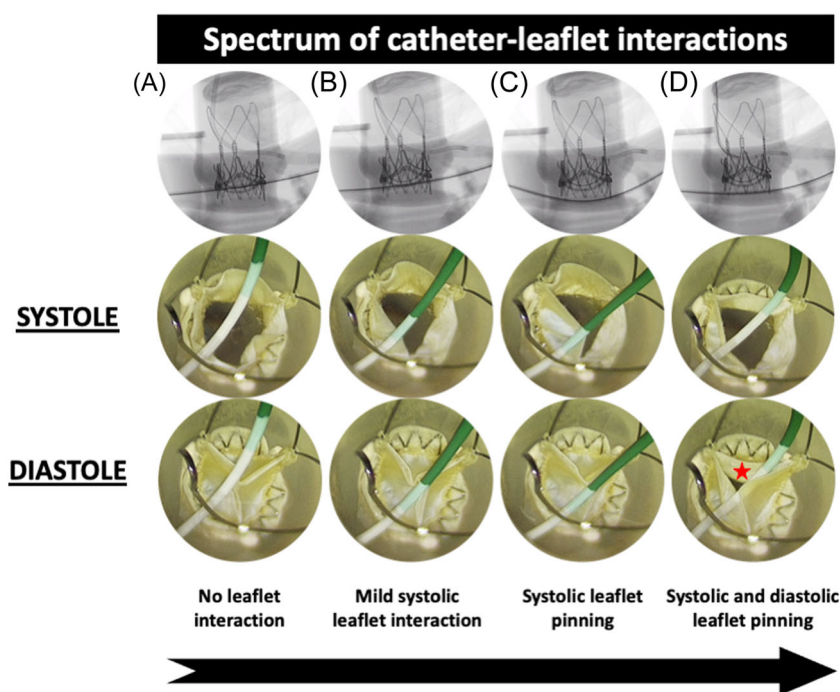 Spectrum of catheter-leaflet interactions
(A) (B) (C) (D)
SYSTOLE
DIASTOLE
No leaflet
interaction
Mild systolic
leaflet interaction
Systolic leaflet
pinning
Systolic and diastolic
leaflet pinning